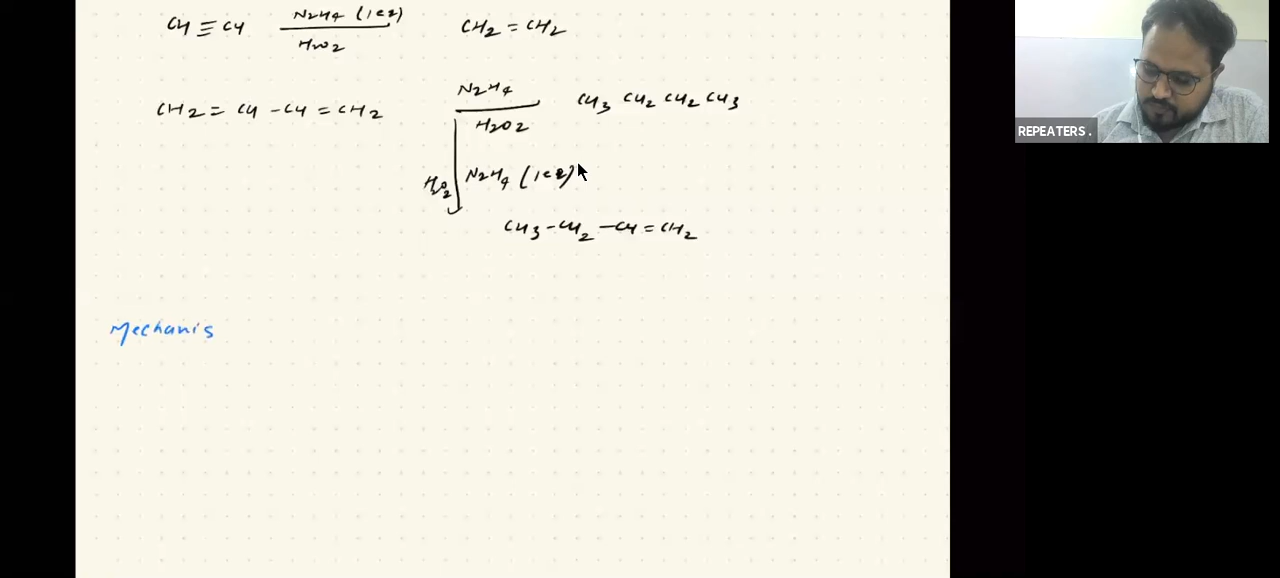 CH ≡ CH N2H4 (1eq) CH2 = CH2
H2O2
CH2 = CH - CH = CH2 N2H4 CH3 CH2 CH2 CH3
H2O2
H2O2 N2H4 (1eq)
CH3 - CH2 - CH = CH2
Mechanis
REPEATERS .